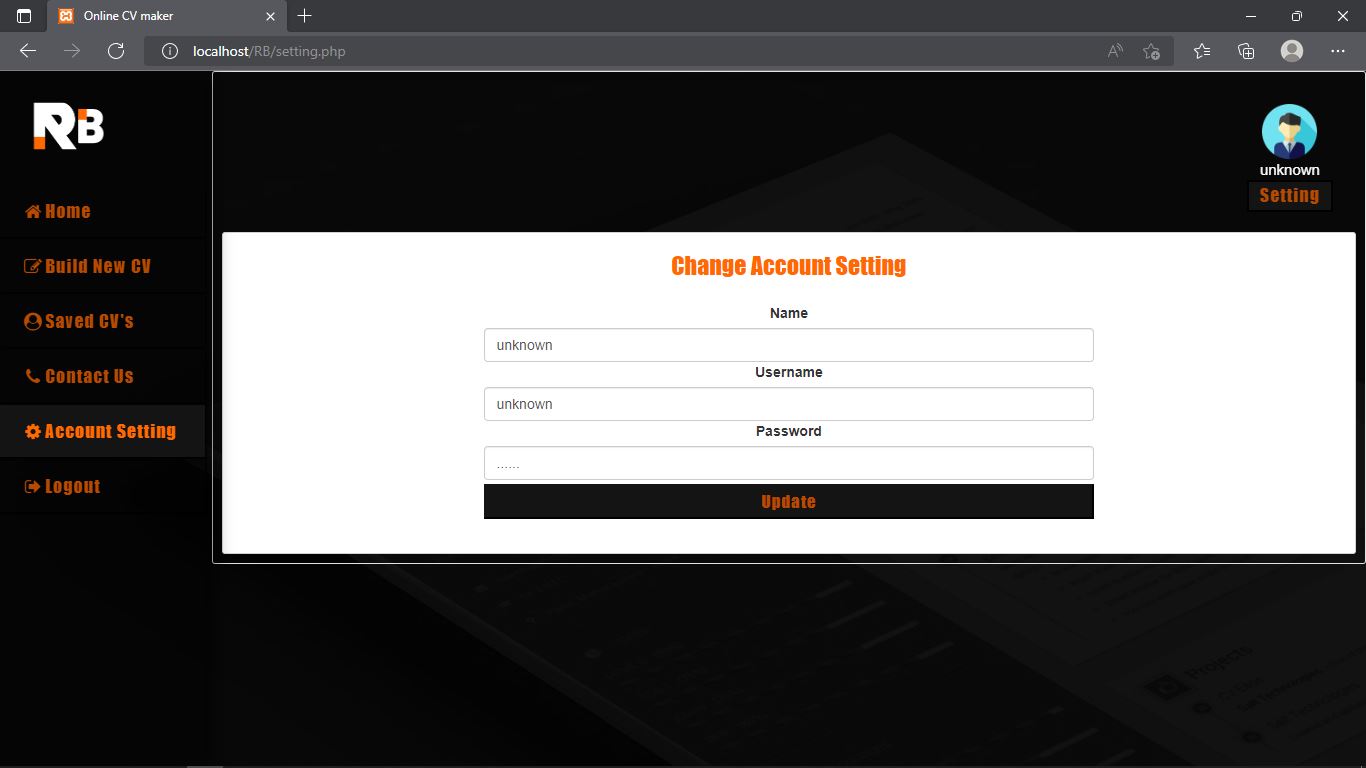 Online CV maker
localhost/RB/setting.php
RB
unknown
Setting
Home
Build New CV
Saved CV's
Contact Us
Account Setting
Logout
Change Account Setting
Name
unknown
Username
unknown
Password
......
Update
Projects